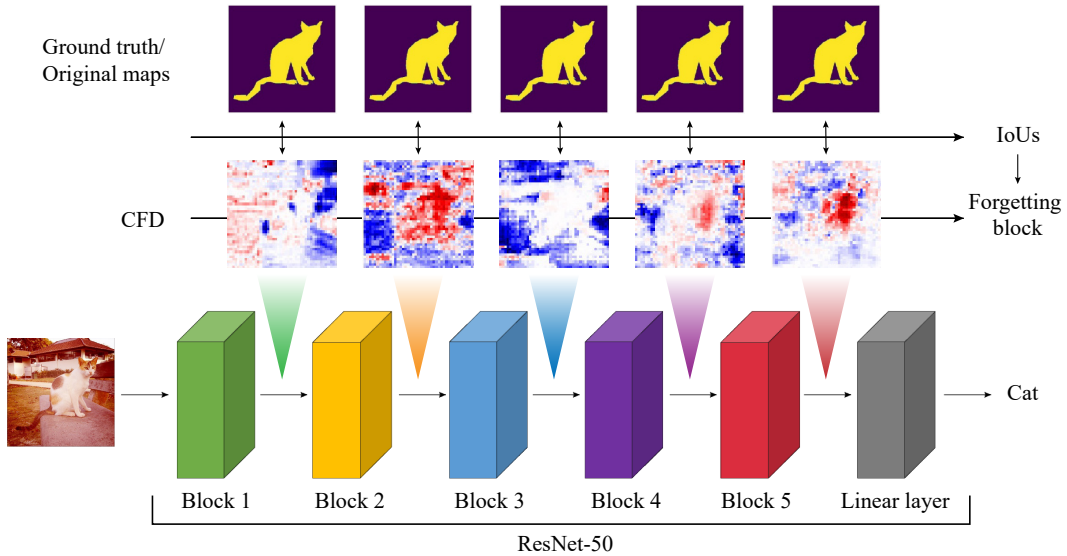 Ground truth/
Original maps
IoUs
CFD
Forgetting
block
Cat
Block 1
Block 2
Block 3
Block 4
Block 5
Linear layer
ResNet-50